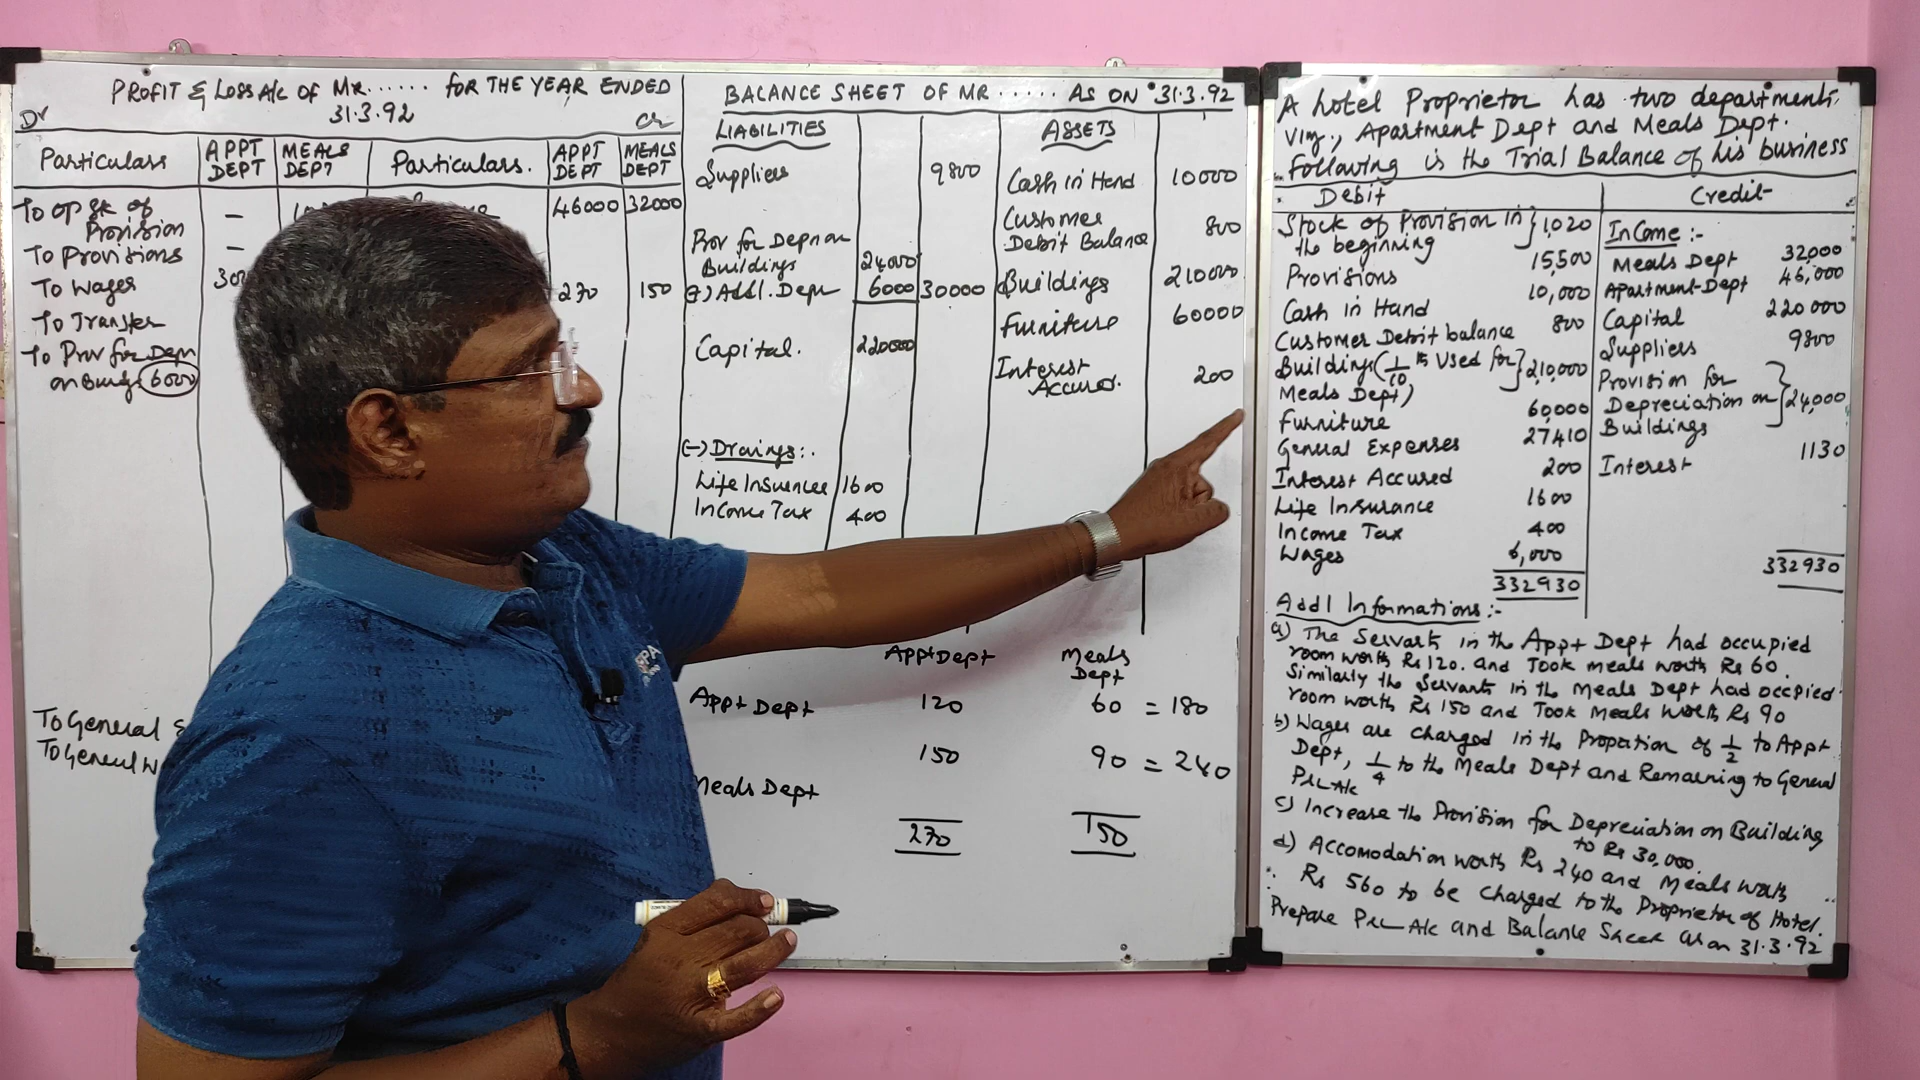 PROFIT & Loss A/c OF MR...... FOR THE YEAR ENDED
31.3.92
Dr
Cr
Particulars
APPT DEPT
MEALS DEPT
Particulars.
APPT DEPT
MEALS DEPT
To op stk of
Provision
—
46000
32000
To Provisions
—
To Wages
300
270
150
To Transfer
To Prov for Depn
on Buildgs 6000
To General
To General
BALANCE SHEET OF MR ..... AS ON 31.3.92
LIABILITIES
ASSETS
Suppliers
9800
Cash in Hand
10000
Customer
Debit Balance
800
Prov for Depn on
Buildings
24000
(+) Addl. Depn
6000
30000
Buildings
210000
Furniture
60000
Capital.
220000
Interest
Accured.
200
(-) Drawings:.
Life Insurence
1600
Income Tax
400
Appt Dept
Meals
Dept
Appt Dept
120
60 = 180
150
90 = 240
Meals Dept
270
150
A hotel Proprietor has two departments.
viz., Apartment Dept and Meals Dept.
Following is the Trial Balance of his business
Debit
Credit
Stock of Provision in
the beginning
1,020
Income :-
Provisions
15,500
Meals Dept
32,000
Cash in Hand
10,000
Apartment Dept
46,000
Customer Debit balance
800
Capital
220000
Buildings (1/10 th Used for
Meals Dept)
2,10,000
Suppliers
9800
Furniture
60,000
Provision for
Depreciation on
Buildings
24,000
General Expenses
27410
Interest
1130
Interest Accured
200
Life Insurance
1600
Income Tax
400
Wages
6,000
332930
332930
Addl Informations :-
a) The Servants in the Appt Dept had occupied
room worth Rs 120. and Took meals worth Rs 60.
Similarly the Servants in the Meals Dept had occpied
room worth Rs 150 and Took Meals worth Rs 90
b) Wages are charged in the Propotion of 1/2 to Appt
Dept, 1/4 to the Meals Dept and Remaining to General
P&L A/c
c) Increase the Provision for Depreciation on Building
to Rs 30,000.
d) Accomodation worth Rs 240 and Meals worth
Rs 560 to be charged to the Proprietor of Hotel.
Prepare P&L A/c and Balance Sheet as on 31.3.92